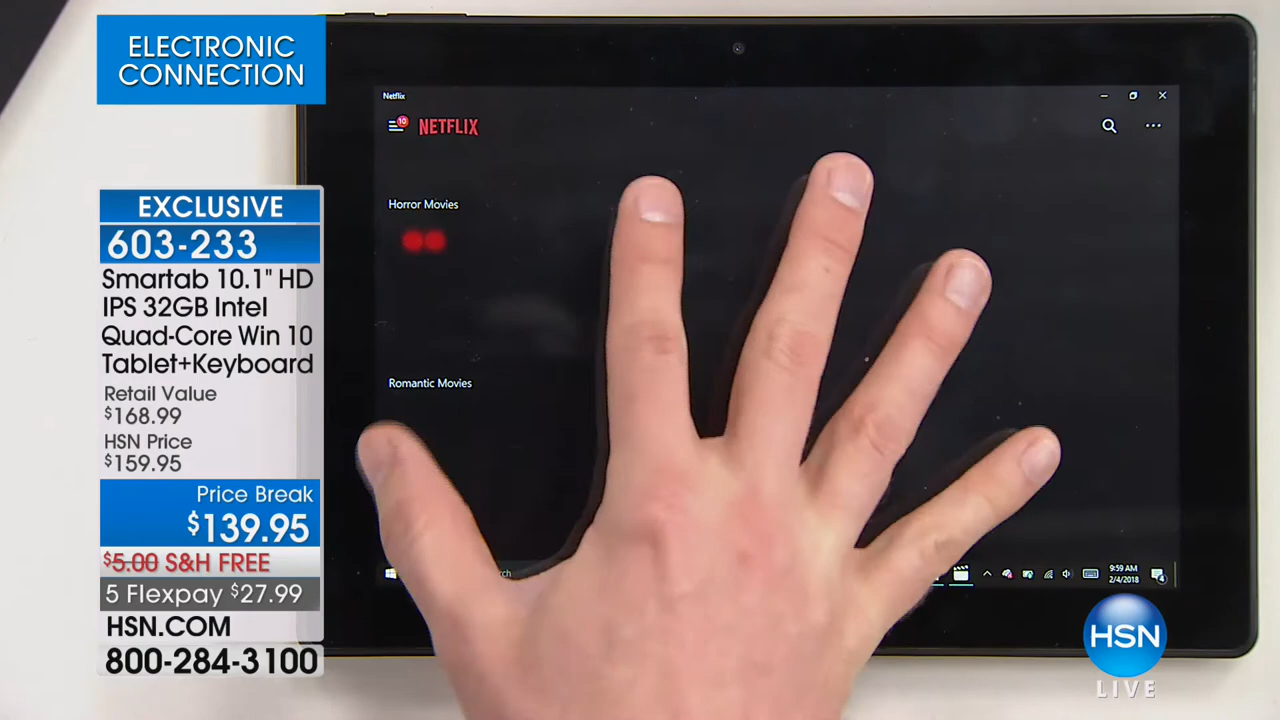 ELECTRONIC
CONNECTION
EXCLUSIVE
603-233
Smartab 10.1" HD
IPS 32GB Intel
Quad-Core Win 10
Tablet+Keyboard
Retail Value
$168.99
HSN Price
$159.95
Price Break
$139.95
$5.00 S&H FREE
5 Flexpay $27.99
HSN.COM
800-284-3100
Netflix
10
NETFLIX
Horror Movies
Romantic Movies
9:59 AM
2/4/2018
HSN
LIVE